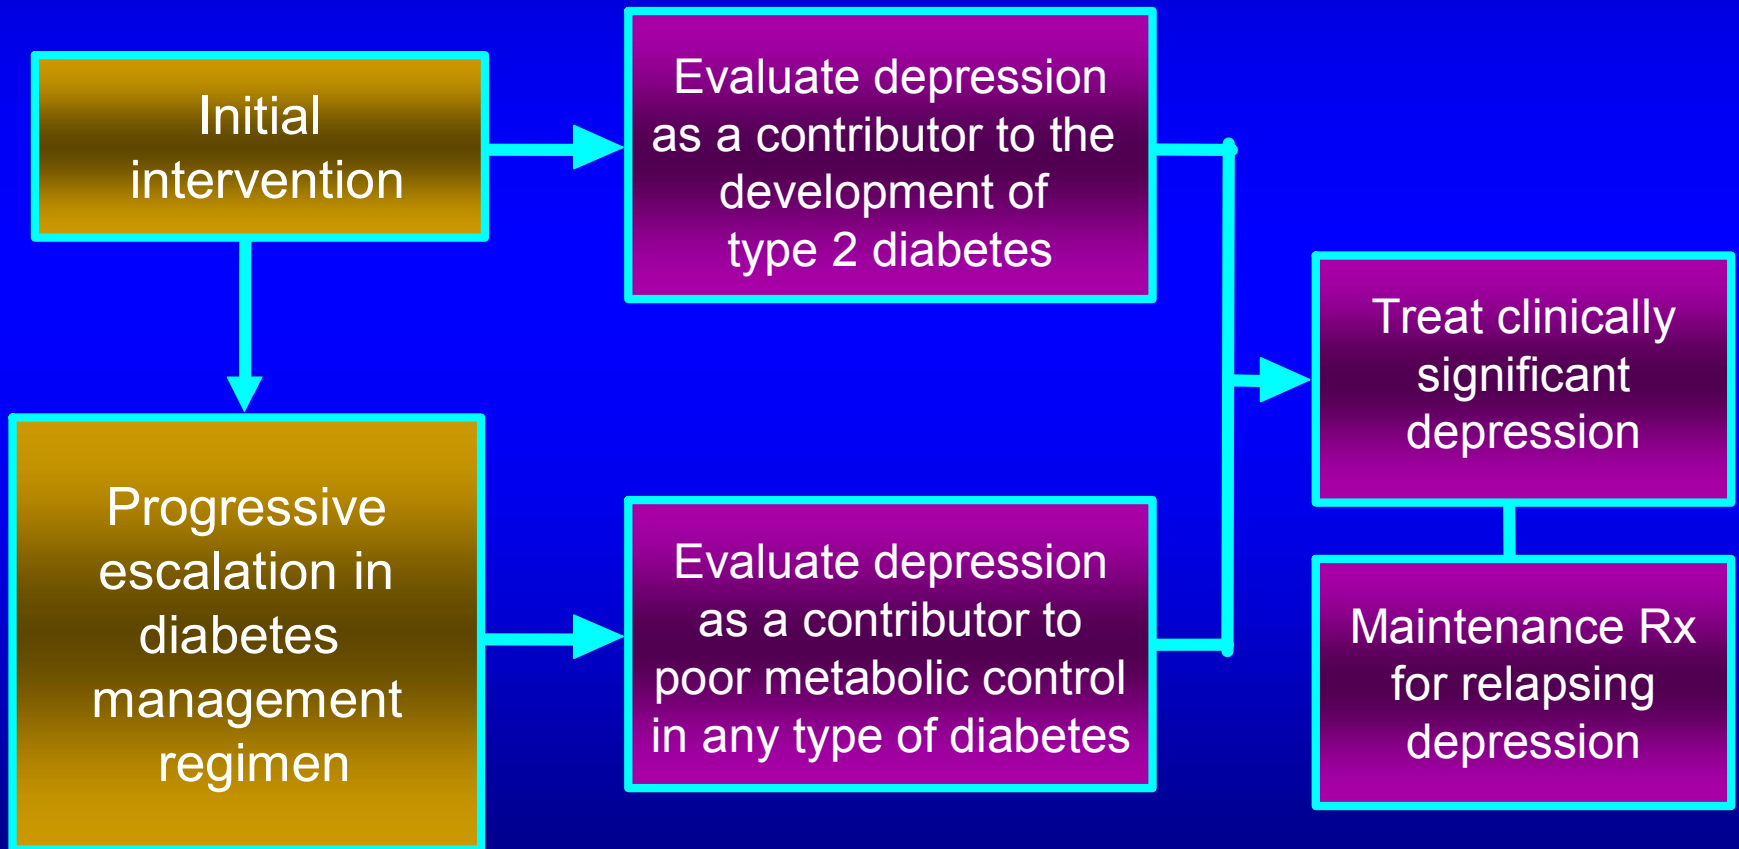 Initial
intervention
Evaluate depression
as a contributor to the
development of
type 2 diabetes
Progressive
escalation in
diabetes
management
regimen
Evaluate depression
as a contributor to
poor metabolic control
in any type of diabetes
Treat clinically
significant
depression
Maintenance Rx
for relapsing
depression